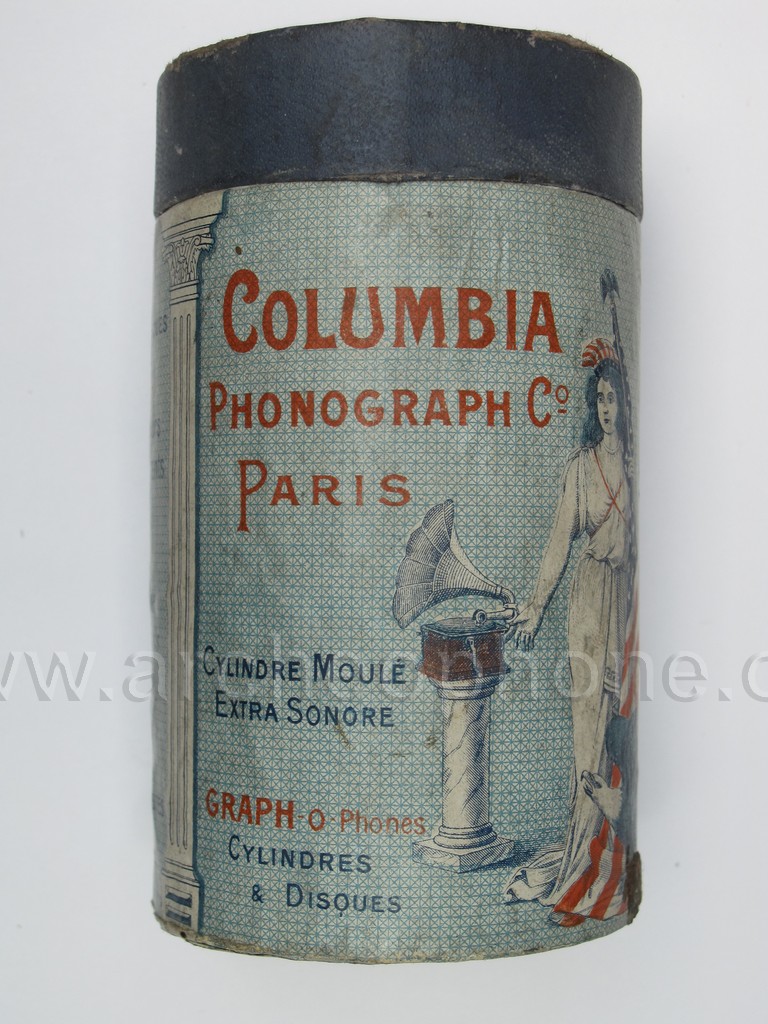 COLUMBIA
PHONOGRAPH Cº
PARIS
CYLINDRE MOULÉ
EXTRA SONORE
GRAPH-O-Phones
CYLINDRES
& DISQUES